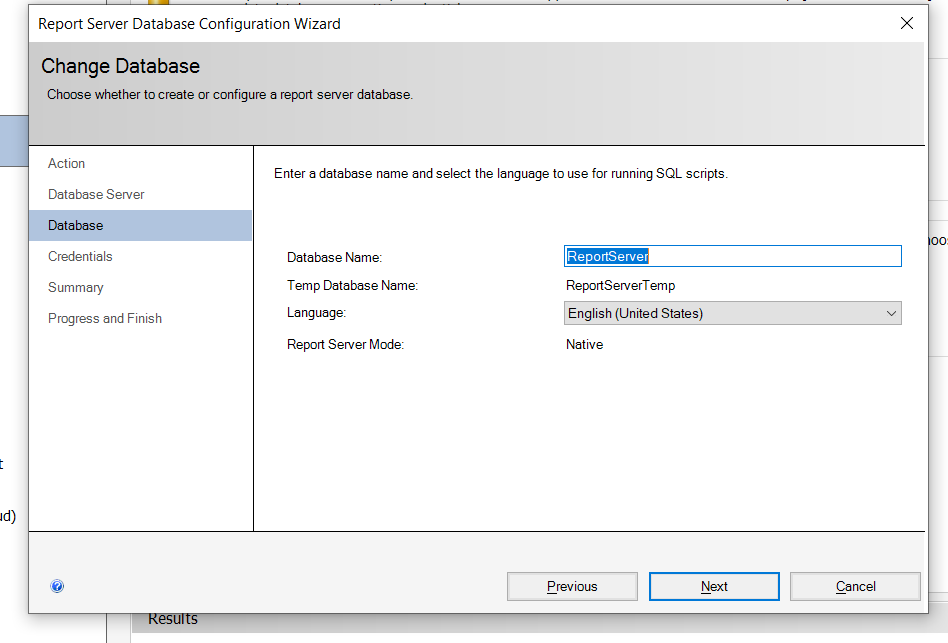 Report Server Database Configuration Wizard
Change Database
Choose whether to create or configure a report server database.
Action
Database Server
Database
Credentials
Summary
Progress and Finish
Enter a database name and select the language to use for running SQL scripts.
Database Name: ReportServer
Temp Database Name: ReportServerTemp
Language: English (United States)
Report Server Mode: Native
Previous
Next
Cancel
Results